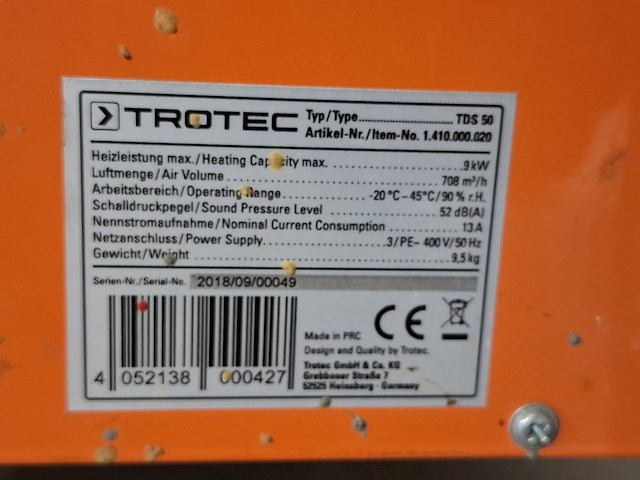 TROTEC
Typ/Type.................... TDS 50
Artikel-Nr./Item-No. 1.410.000.020
Heizleistung max./Heating Capacity max. .................... 9 kW
Luftmenge/Air Volume .................... 708 m³/h
Arbeitsbereich/Operating Range.................... -20 °C – 45°C/90 % r.H.
Schalldruckpegel/Sound Pressure Level .................... 52 dB(A)
Nennstromaufnahme/Nominal Current Consumption .................... 13 A
Netzanschluss/Power Supply.................... 3/PE~ 400 V/50 Hz
Gewicht/Weight .................... 9,5 kg
Serien-Nr./Serial-No. 2018/09/00049
CE
Made in PRC
Design and Quality by Trotec.
Trotec GmbH & Co. KG
Grebbener Straße 7
52525 Heinsberg - Germany
4 052138 000427